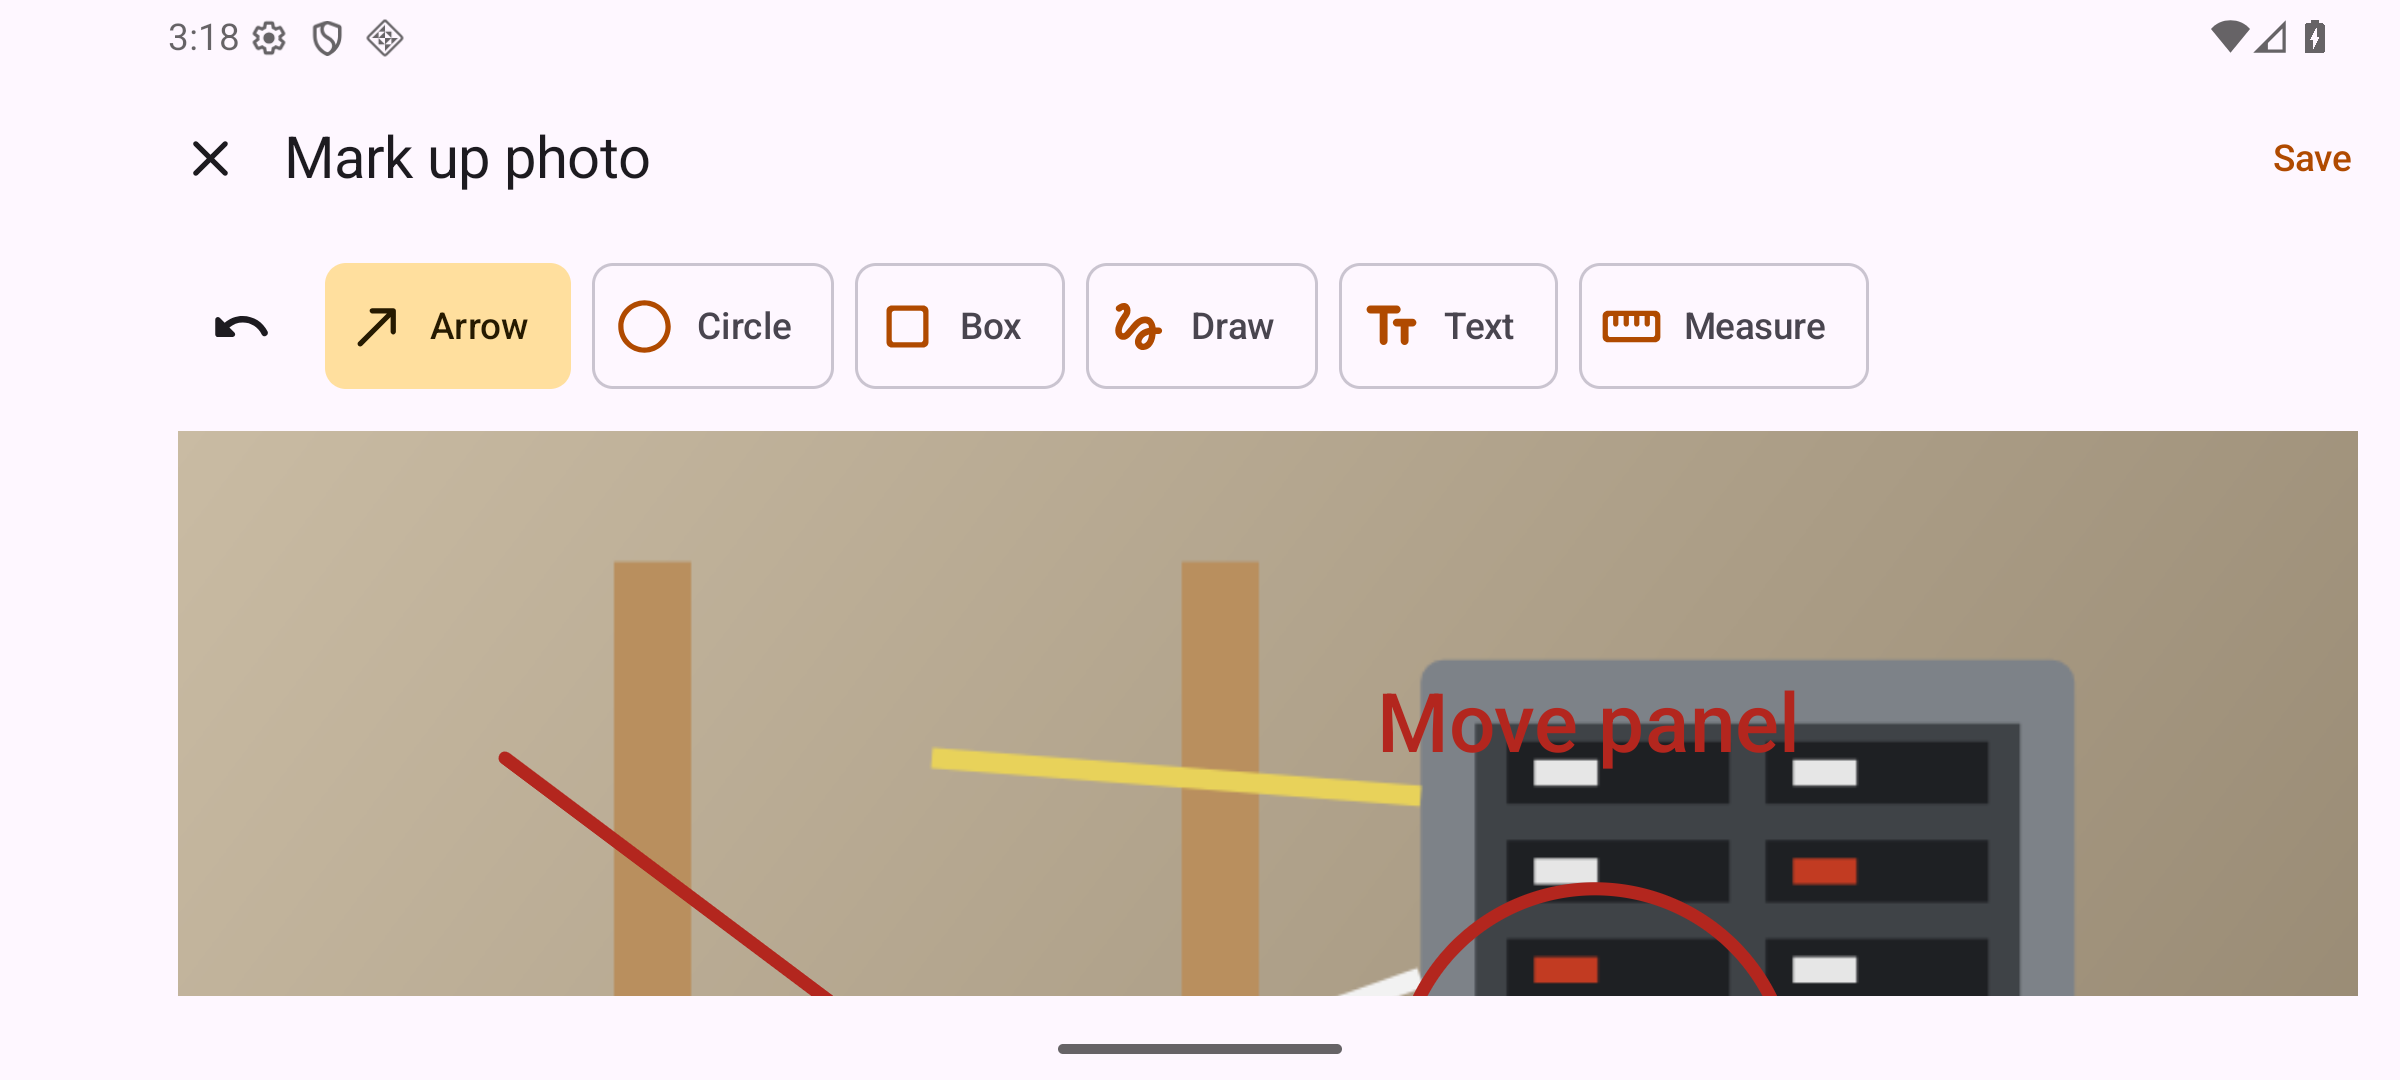 3:18
Mark up photo
Save
Arrow
Circle
Box
Draw
Text
Measure
Move panel